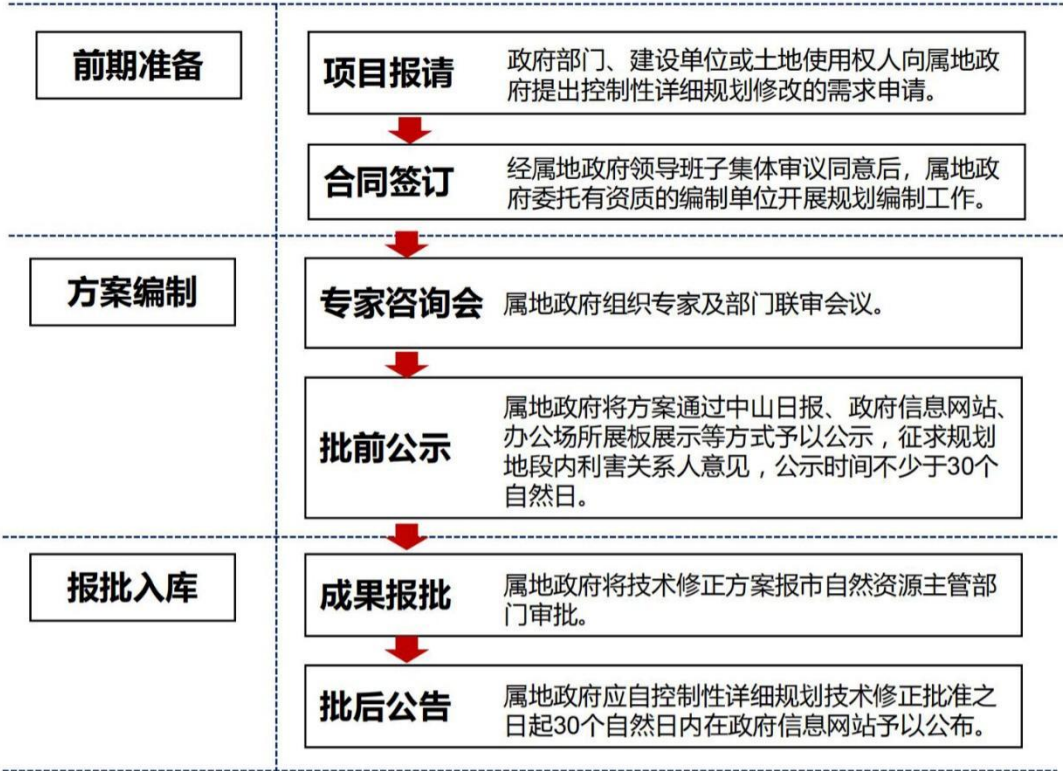 前期准备
项目报请
政府部门、建设单位或土地使用权人向属地政
府提出控制性详细规划修改的需求申请。
合同签订
经属地政府领导班子集体审议同意后，属地政
府委托有资质的编制单位开展规划编制工作。
方案编制
专家咨询会
属地政府组织专家及部门联审会议。
批前公示
属地政府将方案通过中山日报、政府信息网站、
办公场所展板展示等方式予以公示，征求规划
地段内利害关系人意见，公示时间不少于30个
自然日。
报批入库
成果报批
属地政府将技术修正方案报市自然资源主管部
门审批。
批后公告
属地政府应自控制性详细规划技术修正批准之
日起30个自然日内在政府信息网站予以公布。